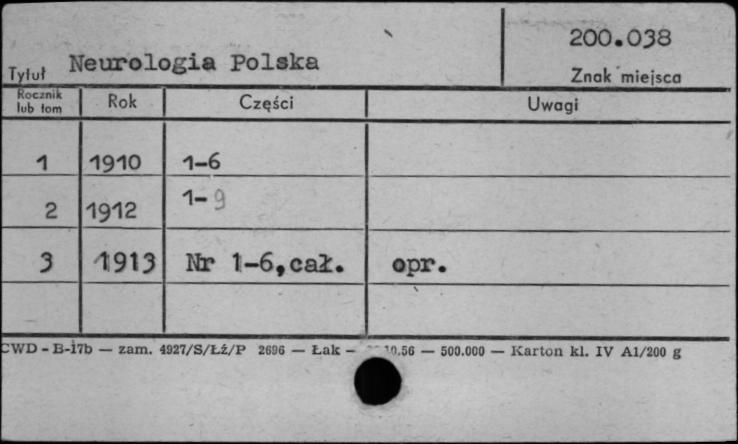 200.038
Tytuł Neurologia Polska
Znak miejsca
Rocznik lub tom Rok Części Uwagi
1 1910 1-6
2 1912 1-9
3 1913 Nr 1-6,cał. opr.
CWD - B-17b — zam. 4927/S/Łź/P 2696 — Łak - 10.56 — 500.000 — Karton kl. IV A1/200 g